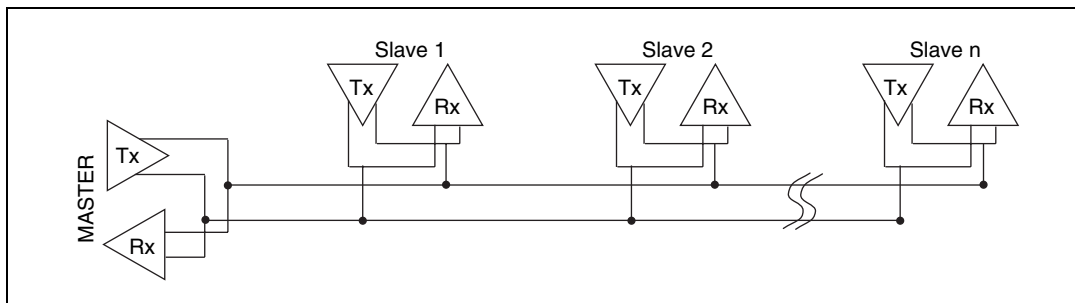 Slave 1
Slave 2
Slave n
Tx
Rx
Tx
Rx
Tx
Rx
MASTER
Tx
Rx